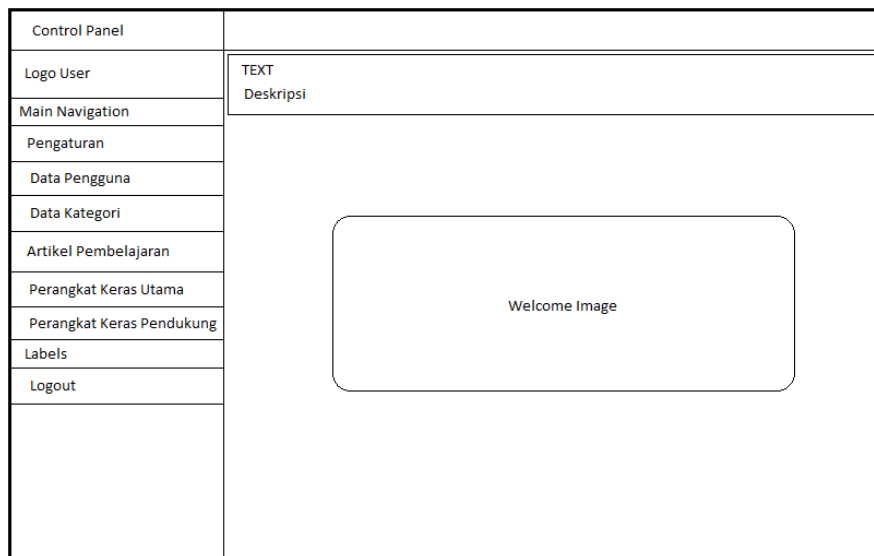 Control Panel
Logo User
Main Navigation
Pengaturan
Data Pengguna
Data Kategori
Artikel Pembelajaran
Perangkat Keras Utama
Perangkat Keras Pendukung
Labels
Logout
TEXT
Deskripsi
Welcome Image